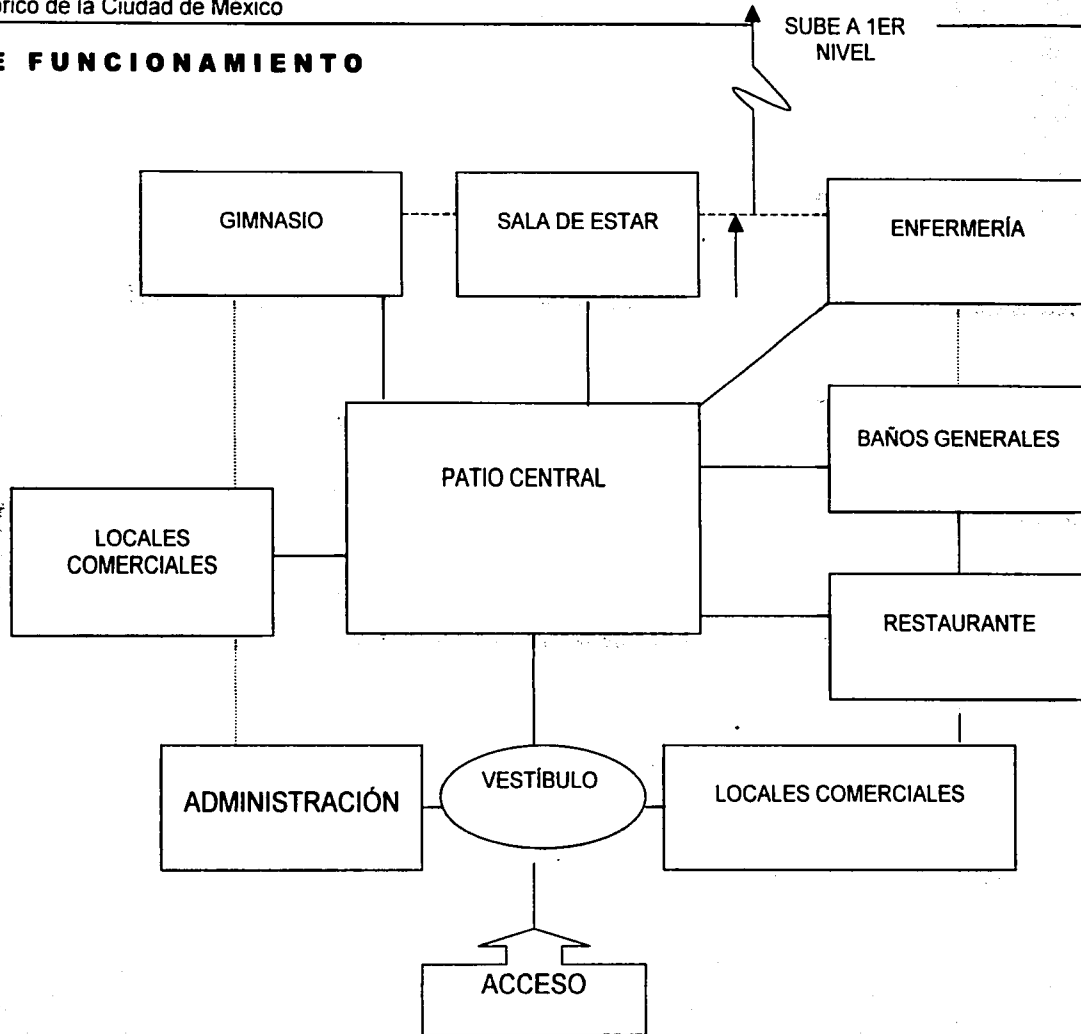 de la Ciudad de México
SUBE A 1ER
NIVEL
FUNCIONAMIENTO
GIMNASIO
SALA DE ESTAR
ENFERMERÍA
BAÑOS GENERALES
PATIO CENTRAL
LOCALES
COMERCIALES
RESTAURANTE
ADMINISTRACIÓN
VESTÍBULO
LOCALES COMERCIALES
ACCESO